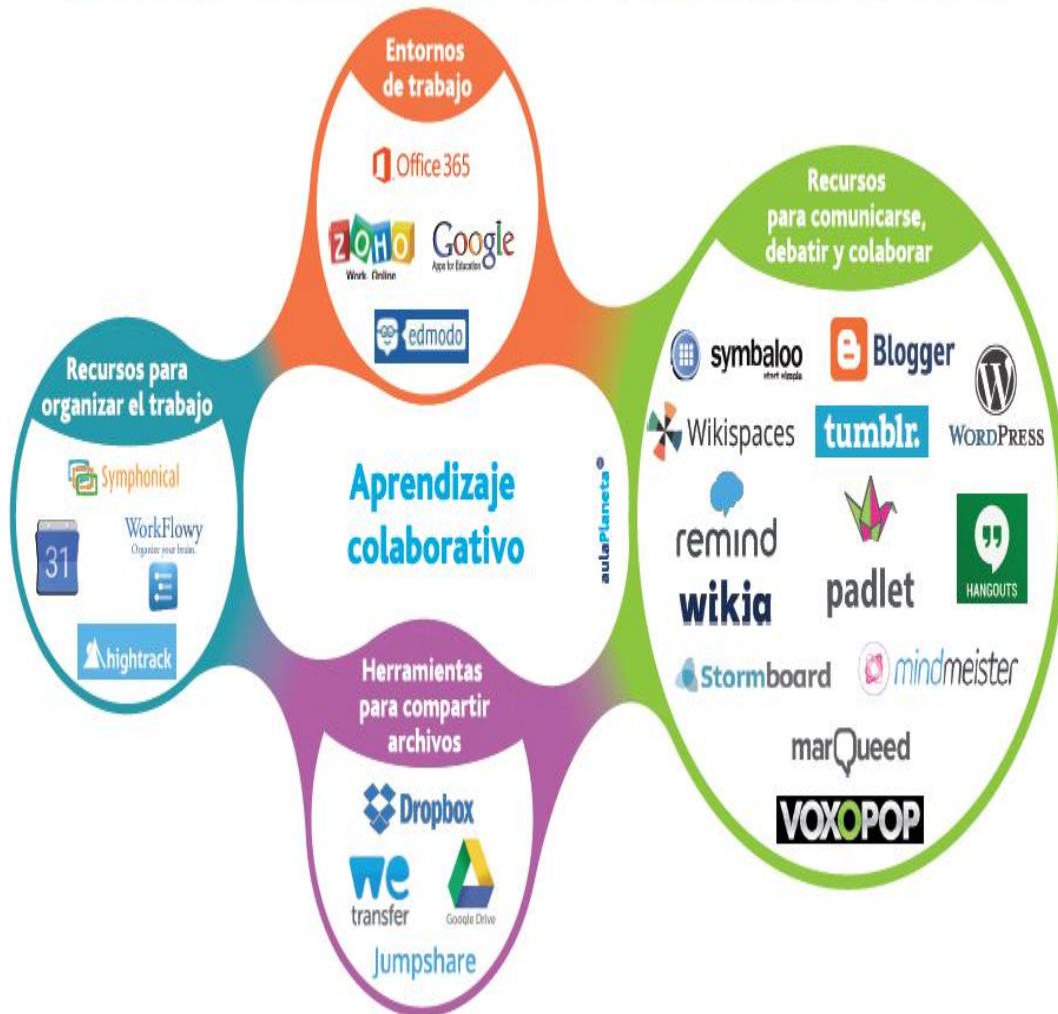 Entornos
de trabajo
Office 365
ZOHO
Work. Online
Google
Apps for Education
edmodo
Recursos
para comunicarse,
debatir y colaborar
symbaloo
start simple
Blogger
Wikispaces
tumblr.
WORDPRESS
remind
padlet
HANGOUTS
wikia
Stormboard
mindmeister
marQueed
VOXOPOP
Recursos para
organizar el trabajo
Symphonical
31
WorkFlowy
Organize your brain.
hightrack
Aprendizaje
colaborativo
aulaPlaneta
Herramientas
para compartir
archivos
Dropbox
we
transfer
Google Drive
Jumpshare